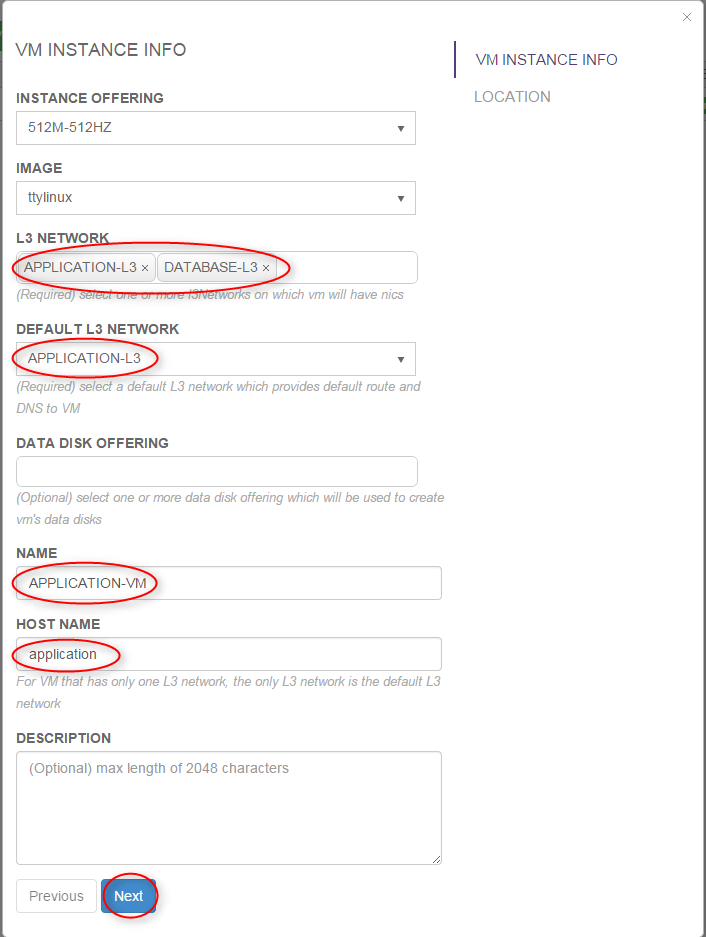 ×
VM INSTANCE INFO
VM INSTANCE INFO
LOCATION
INSTANCE OFFERING
512M-512HZ
IMAGE
ttylinux
L3 NETWORK
APPLICATION-L3 × DATABASE-L3 ×
(Required) select one or more l3Networks on which vm will have nics
DEFAULT L3 NETWORK
APPLICATION-L3
(Required) select a default L3 network which provides default route and
DNS to VM
DATA DISK OFFERING
(Optional) select one or more data disk offering which will be used to create
vm's data disks
NAME
APPLICATION-VM
HOST NAME
application
For VM that has only one L3 network, the only L3 network is the default L3
network
DESCRIPTION
(Optional) max length of 2048 characters
Previous Next